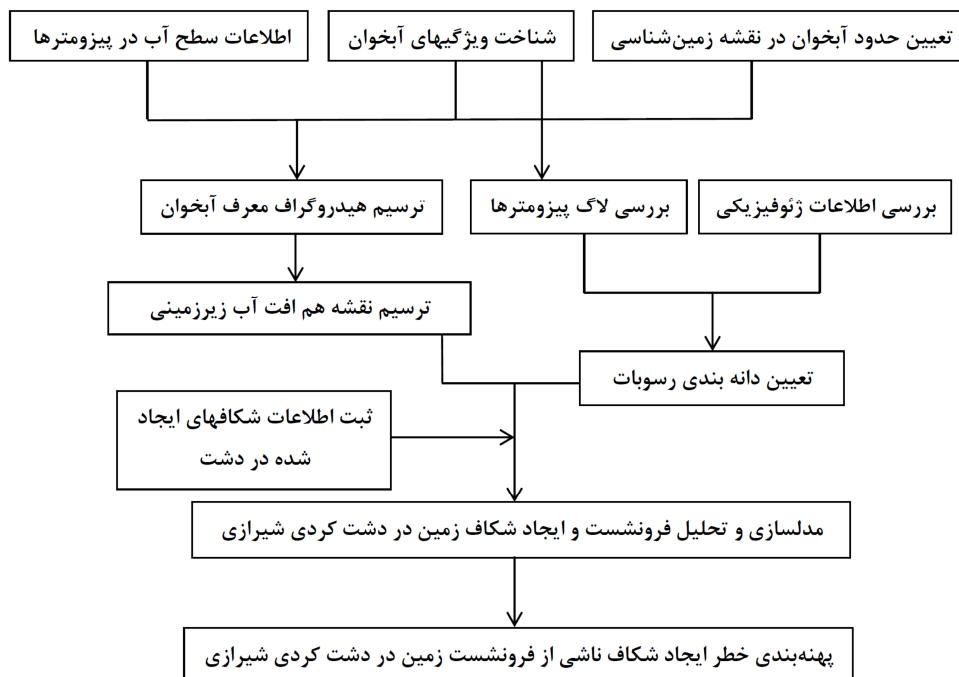 تعیین حدود آبخوان در نقشه زمین‌شناسی
شناخت ویژگیهای آبخوان
اطلاعات سطح آب در پیزومترها
بررسی اطلاعات ژئوفیزیکی
بررسی لاگ پیزومترها
ترسیم هیدروگراف معرف آبخوان
ترسیم نقشه هم افت آب زیرزمینی
تعیین دانه بندی رسوبات
ثبت اطلاعات شکافهای ایجاد
شده در دشت
مدلسازی و تحلیل فرونشست و ایجاد شکاف زمین در دشت کردی شیرازی
پهنه‌بندی خطر ایجاد شکاف ناشی از فرونشست زمین در دشت کردی شیرازی